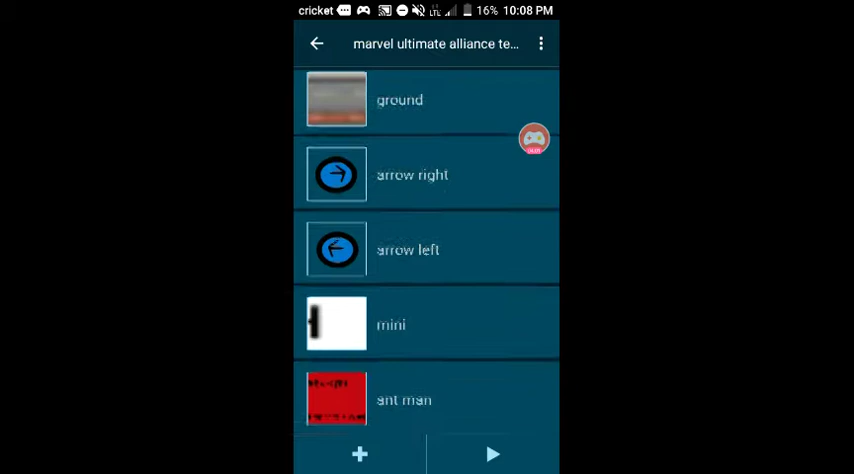 cricket 16% 10:08 PM
marvel ultimate alliance te...
ground
arrow right
arrow left
mini
ant man